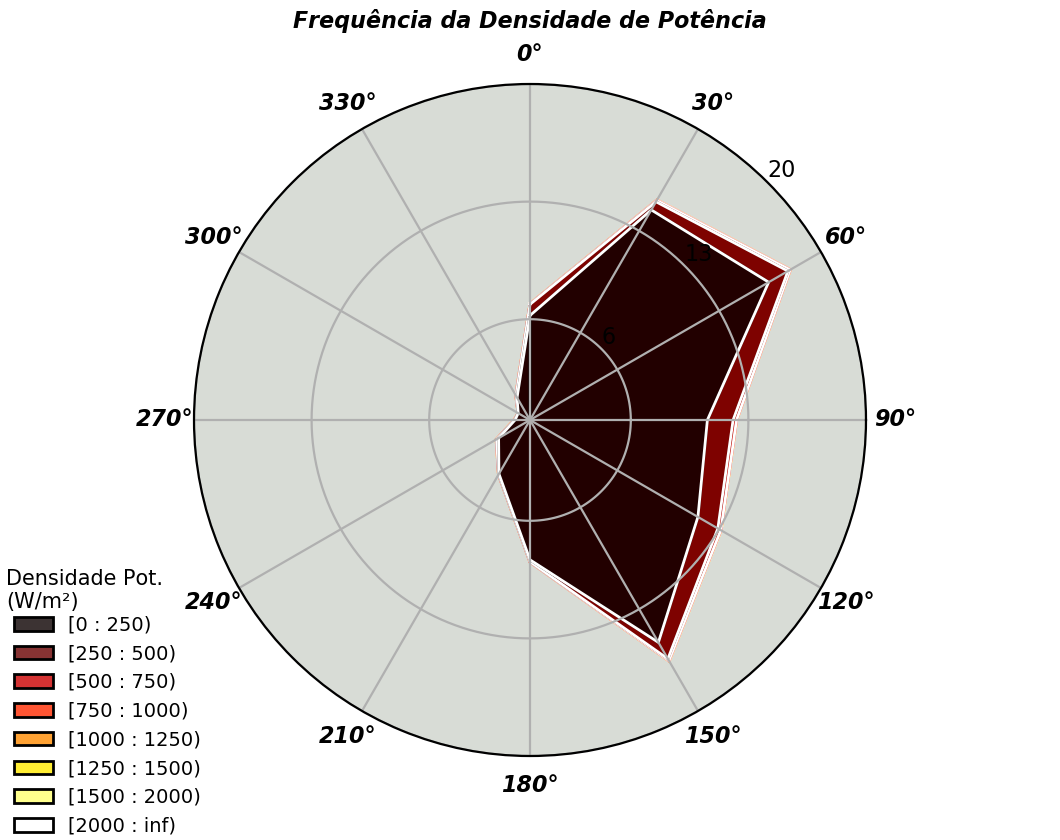 Frequência da Densidade de Potência
0°
330°
30°
20
300°
60°
13
6
270°
90°
240°
120°
210°
150°
180°
Densidade Pot.
(W/m²)
[0 : 250)
[250 : 500)
[500 : 750)
[750 : 1000)
[1000 : 1250)
[1250 : 1500)
[1500 : 2000)
[2000 : inf)